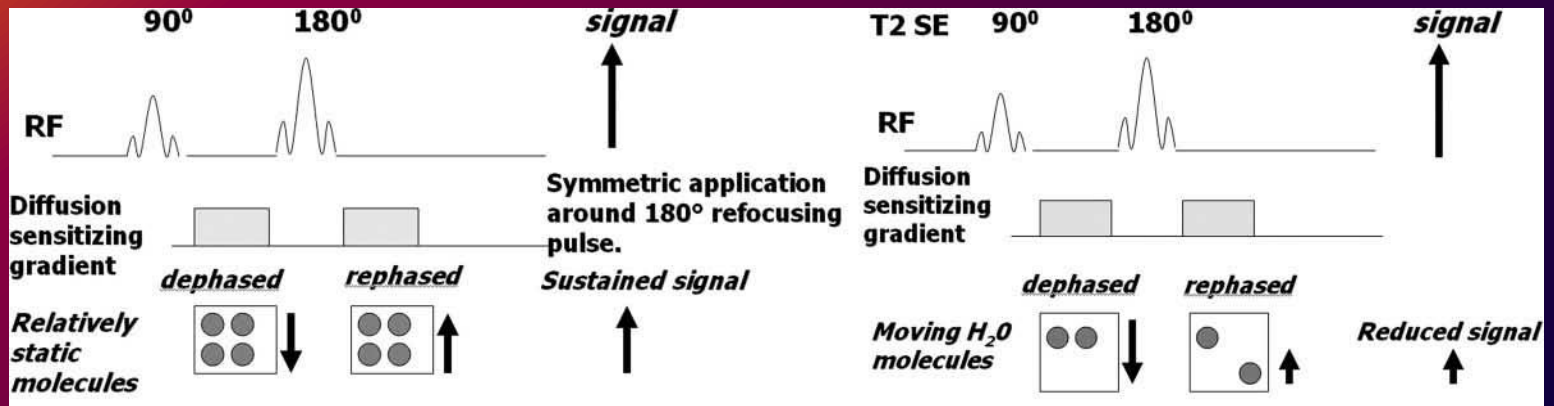 90⁰ 180⁰ signal
RF
Symmetric application
around 180° refocusing
pulse.
Diffusion
sensitizing
gradient
dephased rephased Sustained signal
Relatively
static
molecules
T2 SE 90⁰ 180⁰ signal
RF
Diffusion
sensitizing
gradient
dephased rephased
Moving H₂0
molecules
Reduced signal